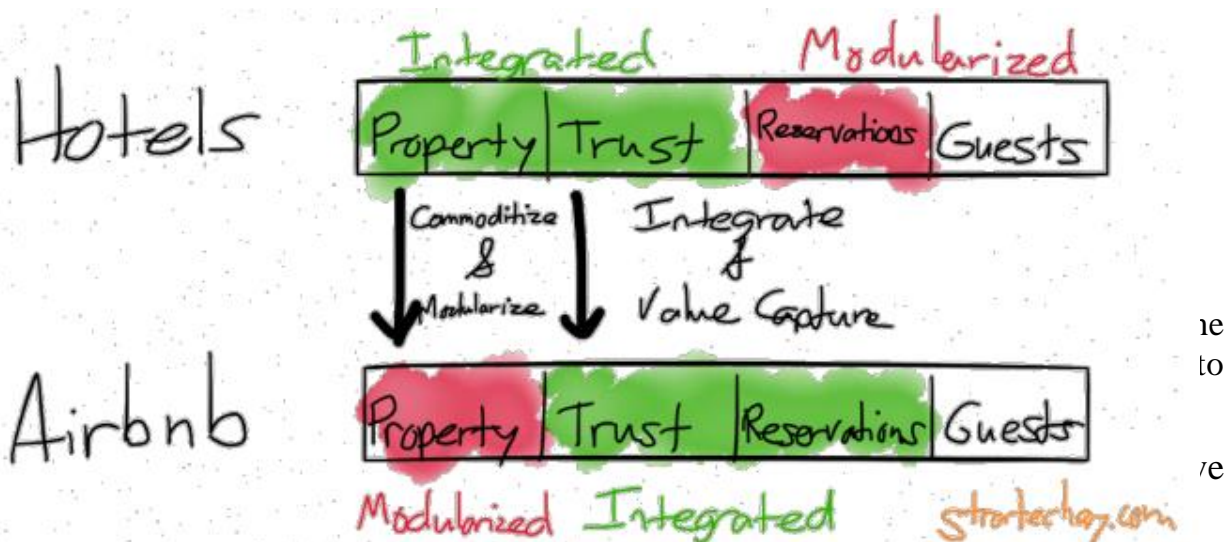 Integrated Modularized
Hotels Property Trust Reservations Guests
Commoditize & Modularize
Integrate & Value Capture
Airbnb Property Trust Reservations Guests
Modularized Integrated stratechery.com